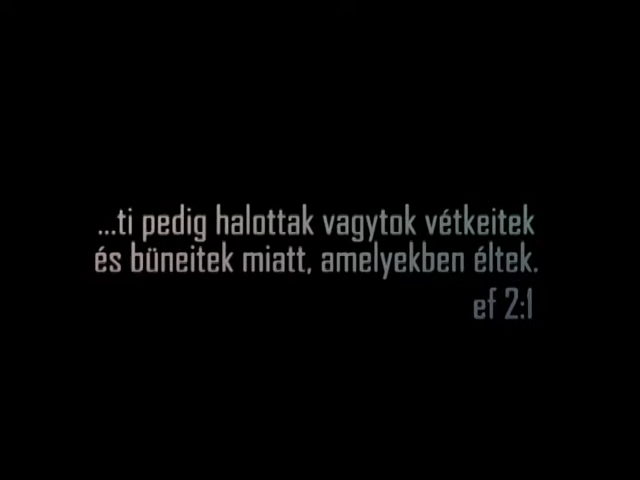 ...ti pedig halottak vagytok vétkeitek
és büneitek miatt, amelyekben éltek.
ef 2:1